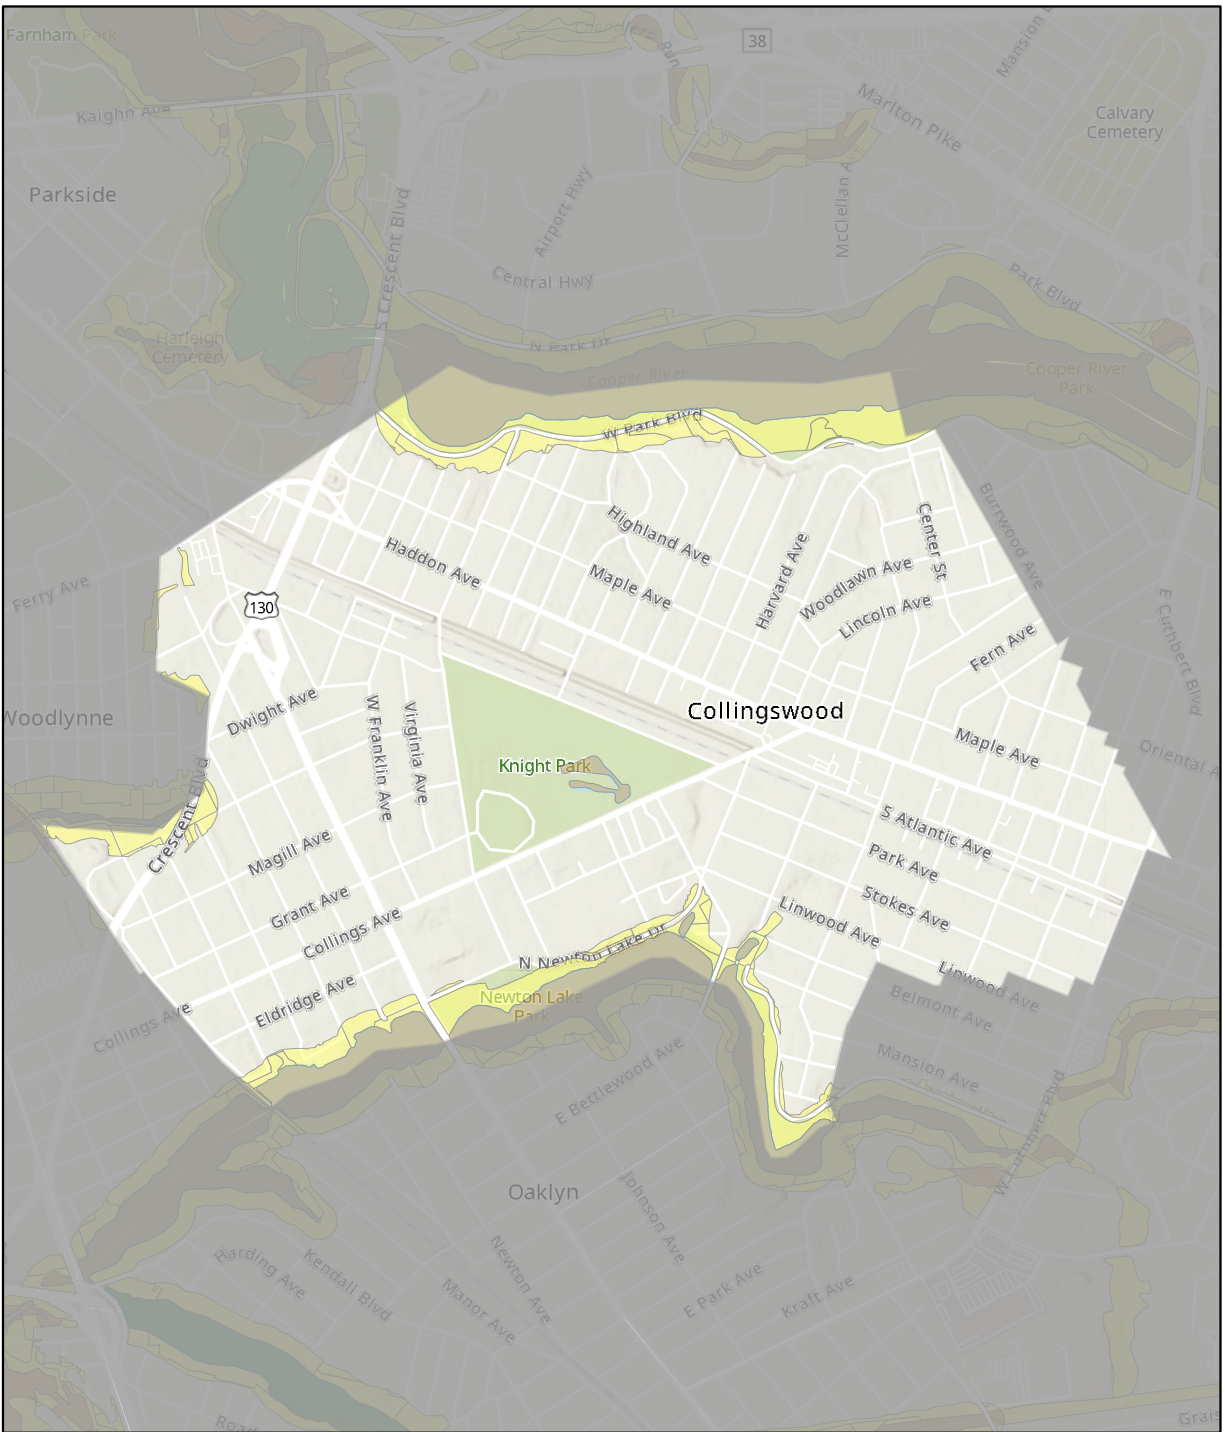 Farnham Park
Chandlers Run
38
Mansion
Kaighn Ave
Marlton Pike
Calvary
Cemetery
Parkside
S Crescent Blvd
Airport Hwy
McClellan Ave
Central Hwy
Park Blvd
Harleigh
Cemetery
N Park Dr
Cooper River
Cooper River
Park
W Park Blvd
Highland Ave
Center St
Burrwood Ave
Haddon Ave
Maple Ave
Harvard Ave
Woodlawn Ave
Lincoln Ave
Ferry Ave
130
E Cuthbert Blvd
Fern Ave
Woodlynne
Dwight Ave
W Franklin Ave
Virginia Ave
Collingswood
Maple Ave
Oriental A
Knight Park
Crescent Blvd
Magill Ave
S Atlantic Ave
Park Ave
Grant Ave
Stokes Ave
Collings Ave
Linwood Ave
N Newton Lake Dr
Linwood Ave
Eldridge Ave
Newton Lake
Park
Collings Ave
Belmont Ave
E Bettlewood Ave
Mansion Ave
W Cuthbert Blvd
Oaklyn
Johnson Ave
Harding Ave
Kendall Blvd
Newton Ave
Manor Ave
E Park Ave
Kraft Ave
Road
Grais